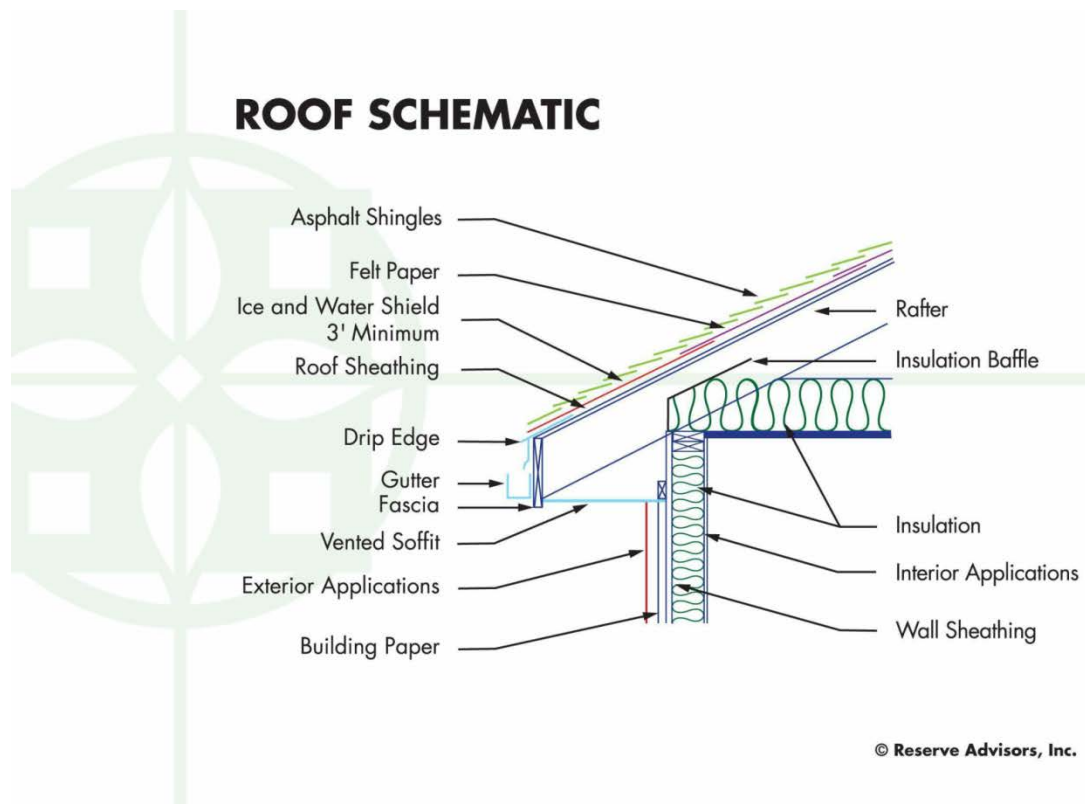 ROOF SCHEMATIC
Asphalt Shingles
Felt Paper
Ice and Water Shield
3' Minimum
Roof Sheathing
Drip Edge
Gutter
Fascia
Vented Soffit
Exterior Applications
Building Paper
Rafter
Insulation Baffle
Insulation
Interior Applications
Wall Sheathing
© Reserve Advisors, Inc.